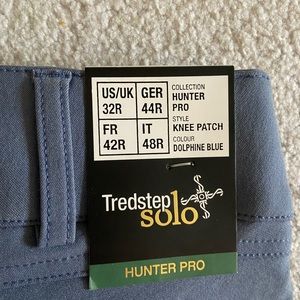 US/UK
32R
GER
44R
FR
42R
IT
48R
COLLECTION
HUNTER
PRO
STYLE
KNEE PATCH
COLOUR
DOLPHINE BLUE
Tredstep
solo
HUNTER PRO